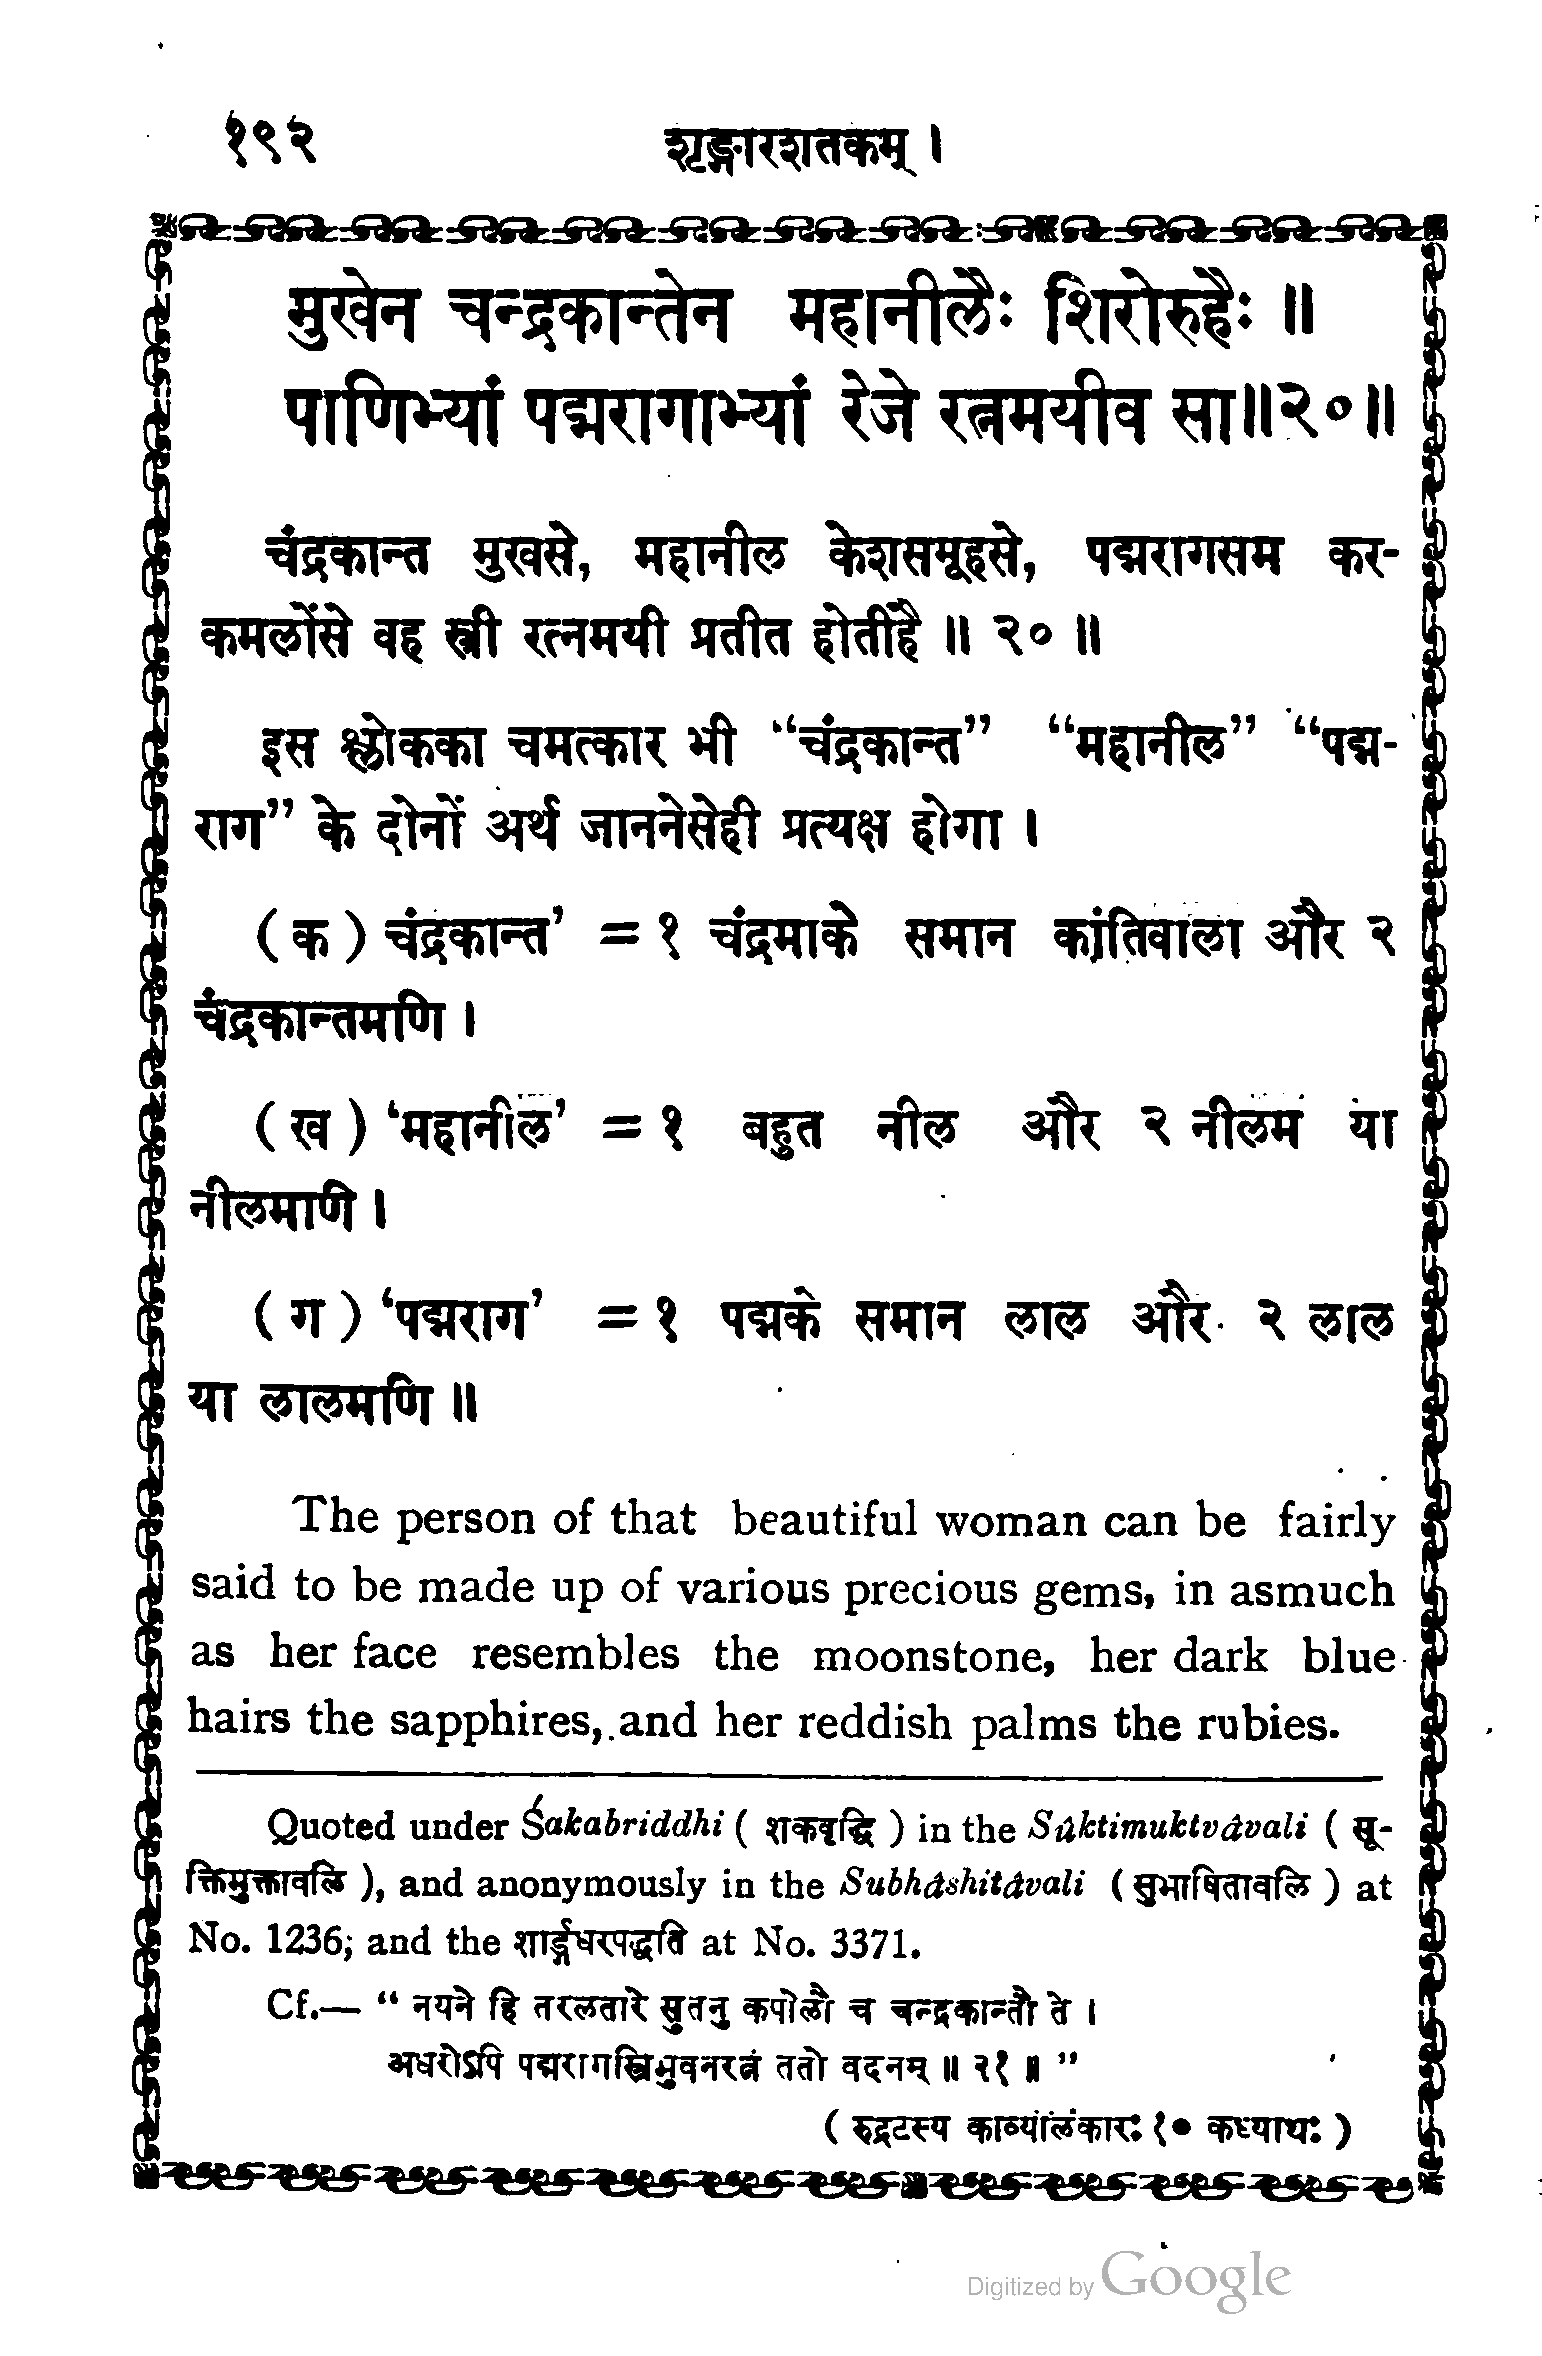 १९२ शृङ्गारशतकम् ।
मुखेन चन्द्रकान्तेन महानीलैः शिरोरुहैः ॥
पाणिभ्यां पद्मरागाभ्यां रेजे रत्नमयीव सा॥२०॥
चंद्रकान्त मुखसे, महानील केशसमूहसे, पद्मरागसम कर-
कमलोंसे वह स्त्री रत्नमयी प्रतीत होतीहै ॥ २० ॥
इस श्लोकका चमत्कार भी “चंद्रकान्त” “महानील” “पद्म-
राग” के दोनों अर्थ जाननेसेही प्रत्यक्ष होगा ।
( क ) चंद्रकान्त’ = १ चंद्रमाके समान कांतिवाला और २
चंद्रकान्तमणि ।
( ख ) ‘महानील’ = १ बहुत नील और २ नीलम या
नीलमाणि ।
( ग ) ‘पद्मराग’ = १ पद्मके समान लाल और २ लाल
या लालमणि ॥
The person of that beautiful woman can be fairly
said to be made up of various precious gems, in asmuch
as her face resembles the moonstone, her dark blue
hairs the sapphires, and her reddish palms the rubies.
Quoted under Śakabriddhi ( शकवृद्धि ) in the Sûktimuktvâvali ( सू-
क्तिमुक्तावलि ), and anonymously in the Subhâshitâvali ( सुभाषितावलि ) at
No. 1236; and the शार्ङ्गधरपद्धति at No. 3371.
Cf.— “ नयने हि तरलतारे सुतनु कपोलौ च चन्द्रकान्तौ ते ।
अधरोऽपि पद्मरागस्त्रिभुवनरत्नं ततो वदनम् ॥ २१ ॥ ”
( रुद्रटस्य काव्यालंकारः १० कध्याथः )
Digitized by Google